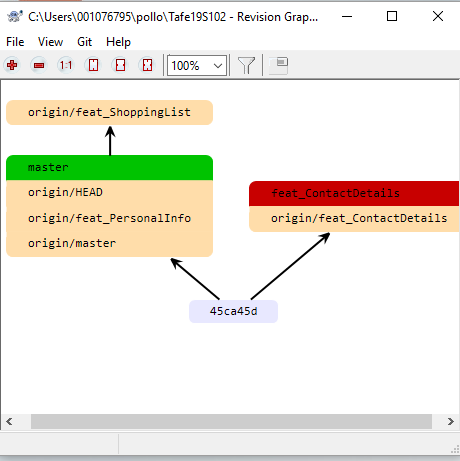 C:\Users\001076795\pollo\Tafe19S102 - Revision Grap...
File View Git Help
1:1 100%
origin/feat_ShoppingList
master
origin/HEAD
origin/feat_PersonalInfo
origin/master
feat_ContactDetails
origin/feat_ContactDetails
45ca45d